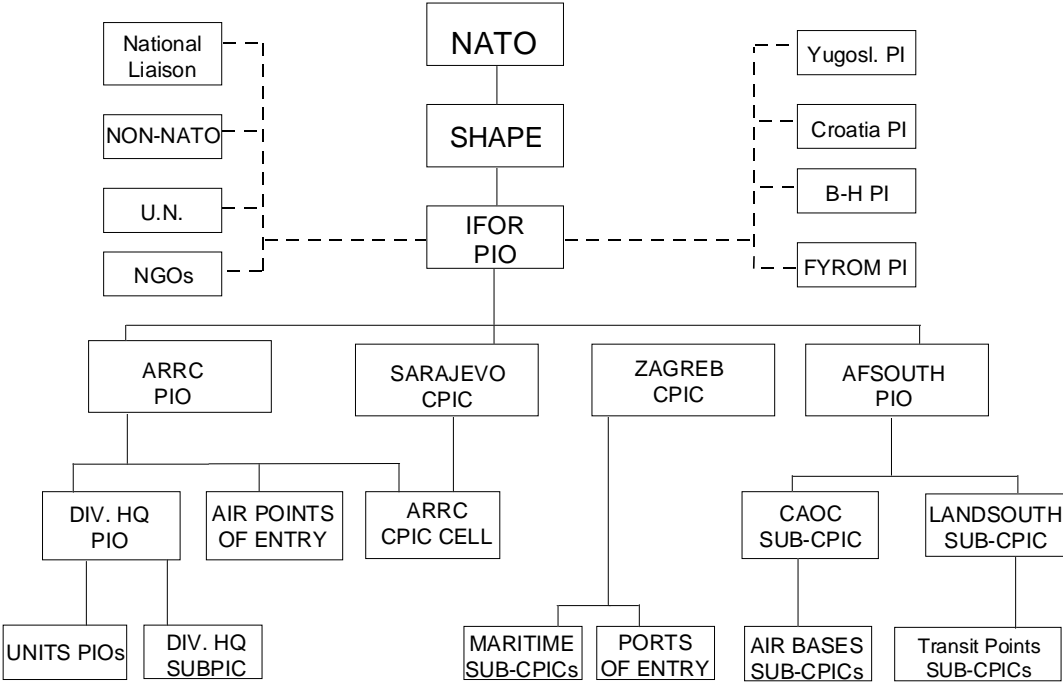 NATO
National
Liaison
Yugosl. PI
SHAPE
NON-NATO
Croatia PI
B-H PI
U.N.
IFOR
PIO
NGOs
FYROM PI
ARRC
PIO
SARAJEVO
CPIC
ZAGREB
CPIC
AFSOUTH
PIO
DIV. HQ
PIO
AIR POINTS
OF ENTRY
ARRC
CPIC CELL
CAOC
SUB-CPIC
LANDSOUTH
SUB-CPIC
UNITS PIOs
DIV. HQ
SUBPIC
MARITIME
SUB-CPICs
PORTS
OF ENTRY
AIR BASES
SUB-CPICs
Transit Points
SUB-CPICs